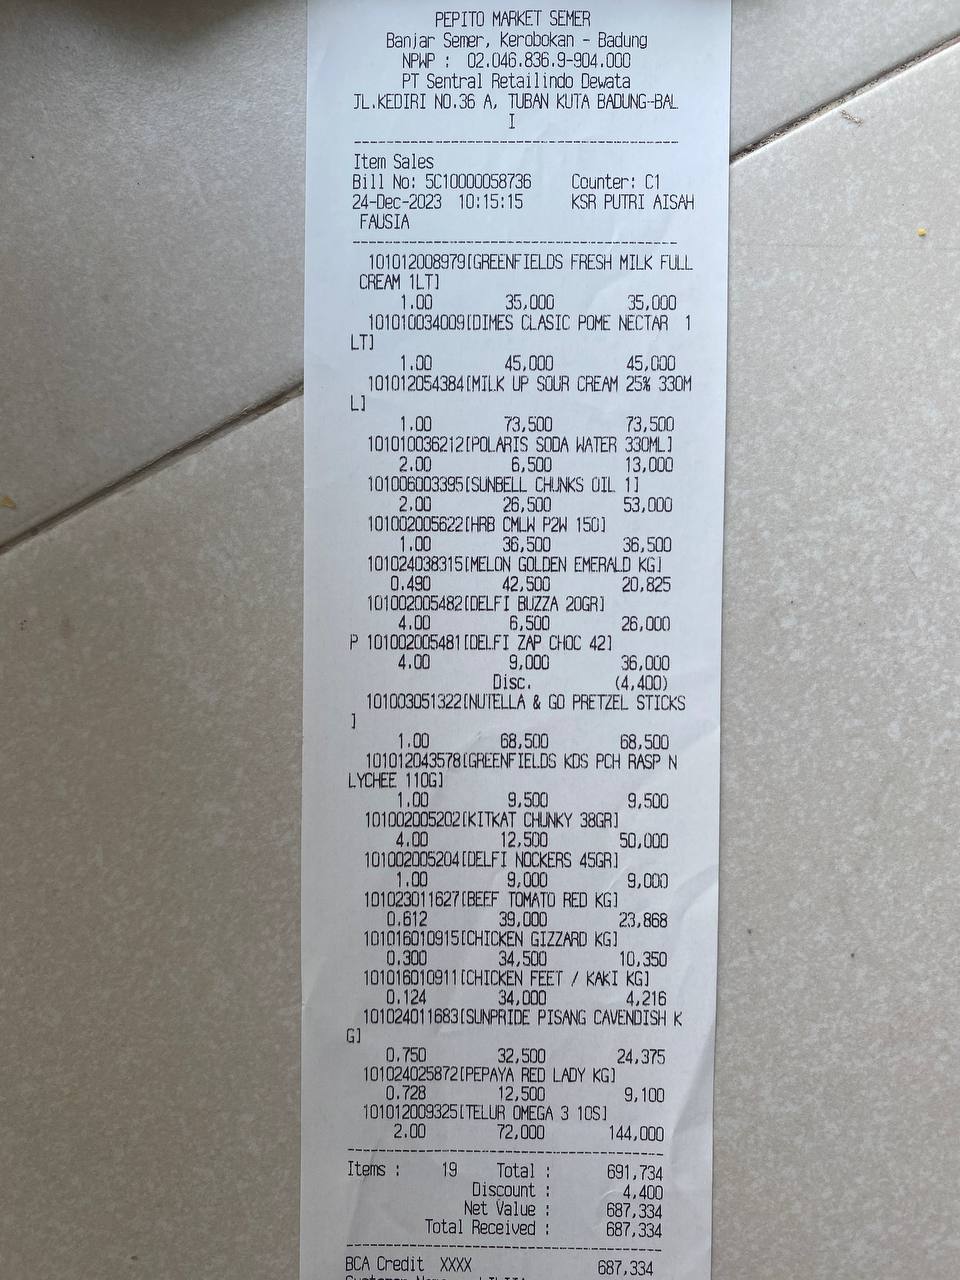 PEPITO MARKET SEMER
Banjar Semer, Kerobokan - Badung
NPWP : 02.046.836.9-904.000
PT Sentral Retailindo Dewata
JL.KEDIRI NO.36 A, TUBAN KUTA BADUNG-BAL
I
Item Sales
Bill No: 5C10000058736 Counter: C1
24-Dec-2023 10:15:15 KSR PUTRI AISAH
FAUSIA
101012008979[GREENFIELDS FRESH MILK FULL
CREAM 1LT]
1.00 35,000 35,000
101010034009[DIMES CLASIC POME NECTAR 1
LT]
1.00 45,000 45,000
101012054384[MILK UP SOUR CREAM 25% 330M
L]
1.00 73,500 73,500
101010036212[POLARIS SODA WATER 330ML]
2.00 6,500 13,000
101006003395[SUNBELL CHUNKS OIL 1]
2.00 26,500 53,000
101002005622[HRB CMLW P2W 150]
1.00 36,500 36,500
101024038315[MELON GOLDEN EMERALD KG]
0.490 42,500 20,825
101002005482[DELFI BUZZA 20GR]
4.00 6,500 26,000
P 101002005481[DELFI ZAP CHOC 42]
4.00 9,000 36,000
Disc. (4,400)
101003051322[NUTELLA & GO PRETZEL STICKS
]
1.00 68,500 68,500
101012043578[GREENFIELDS KDS PCH RASP N
LYCHEE 110G]
1.00 9,500 9,500
101002005202[KITKAT CHUNKY 38GR]
4.00 12,500 50,000
101002005204[DELFI NOCKERS 45GR]
1.00 9,000 9,000
101023011627[BEEF TOMATO RED KG]
0.612 39,000 23,868
101016010915[CHICKEN GIZZARD KG]
0.300 34,500 10,350
101016010911[CHICKEN FEET / KAKI KG]
0.124 34,000 4,216
101024011683[SUNPRIDE PISANG CAVENDISH K
G]
0.750 32,500 24,375
101024025872[PEPAYA RED LADY KG]
0.728 12,500 9,100
101012009325[TELUR OMEGA 3 10S]
2.00 72,000 144,000
Items : 19 Total : 691,734
Discount : 4,400
Net Value : 687,334
Total Received : 687,334
BCA Credit XXXX 687,334